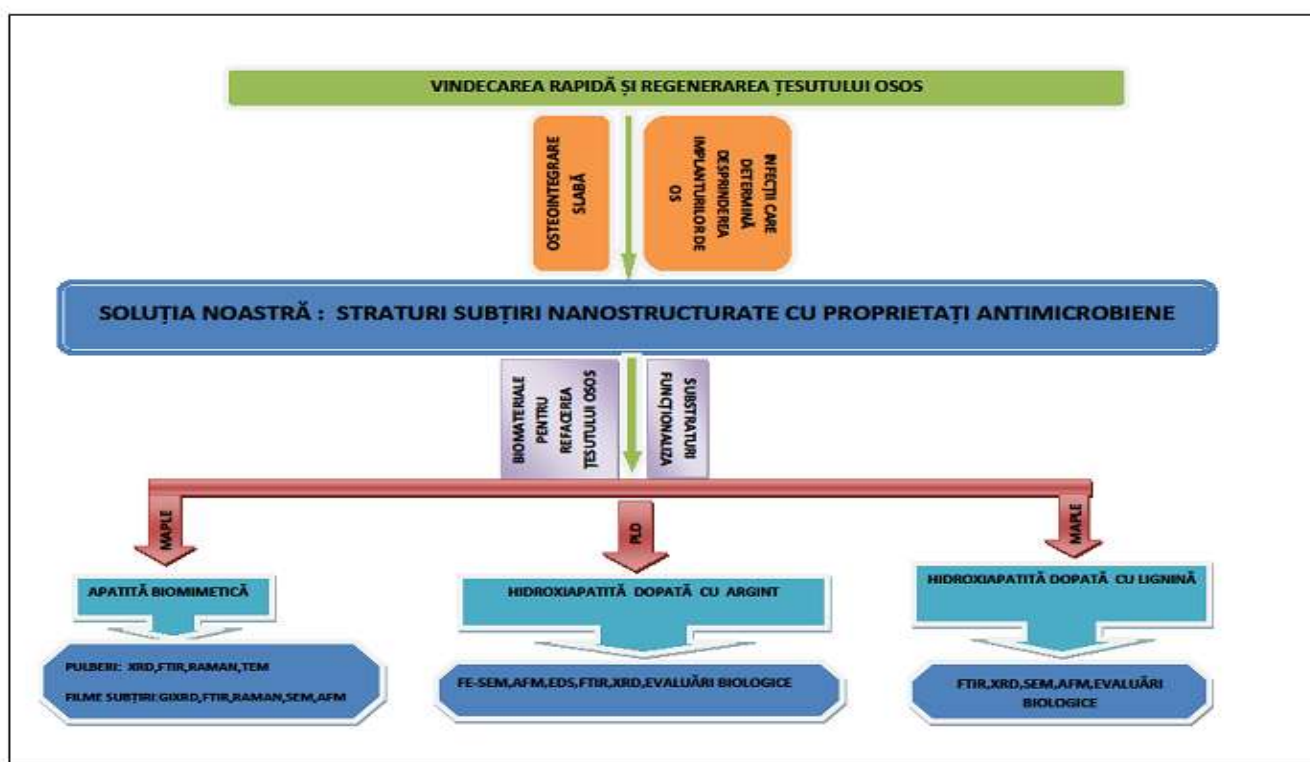 VINDECAREA RAPIDĂ ȘI REGENERAREA ȚESUTULUI OSOS
OSTEOINTEGRARE
SLABĂ
INFECȚII CARE
DETERMINĂ
DESPRINDEREA
IMPLANTURILOR DE
OS
SOLUȚIA NOASTRĂ : STRATURI SUBȚIRI NANOSTRUCTURATE CU PROPRIETAȚI ANTIMICROBIENE
BIOMATERIALE
PENTRU
REFACEREA
ȚESUTULUI OSOS
SUBSTRATURI
FUNCȚIONALIZA
MAPLE
PLD
MAPLE
APATITĂ BIOMIMETICĂ
HIDROXIAPATITĂ DOPATĂ CU ARGINT
HIDROXIAPATITĂ DOPATĂ CU LIGNINĂ
PULBERI: XRD,FTIR,RAMAN,TEM
FILME SUBȚIRI:GIXRD,FTIR,RAMAN,SEM,AFM
FE-SEM,AFM,EDS,FTIR,XRD,EVALUĂRI BIOLOGICE
FTIR,XRD,SEM,AFM,EVALUĂRI
BIOLOGICE